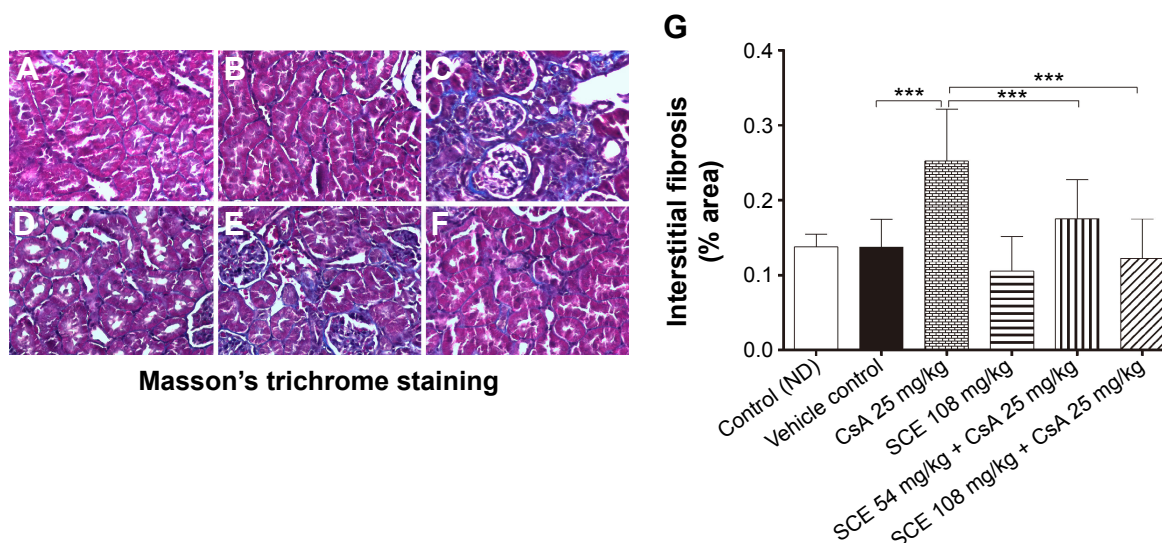 A
B
C
D
E
F
Masson's trichrome staining
G
Interstitial fibrosis
(% area)
0.4
0.3
0.2
0.1
0.0
***
***
***
Control (ND)
Vehicle control
CsA 25 mg/kg
SCE 108 mg/kg
SCE 54 mg/kg + CsA 25 mg/kg
SCE 108 mg/kg + CsA 25 mg/kg